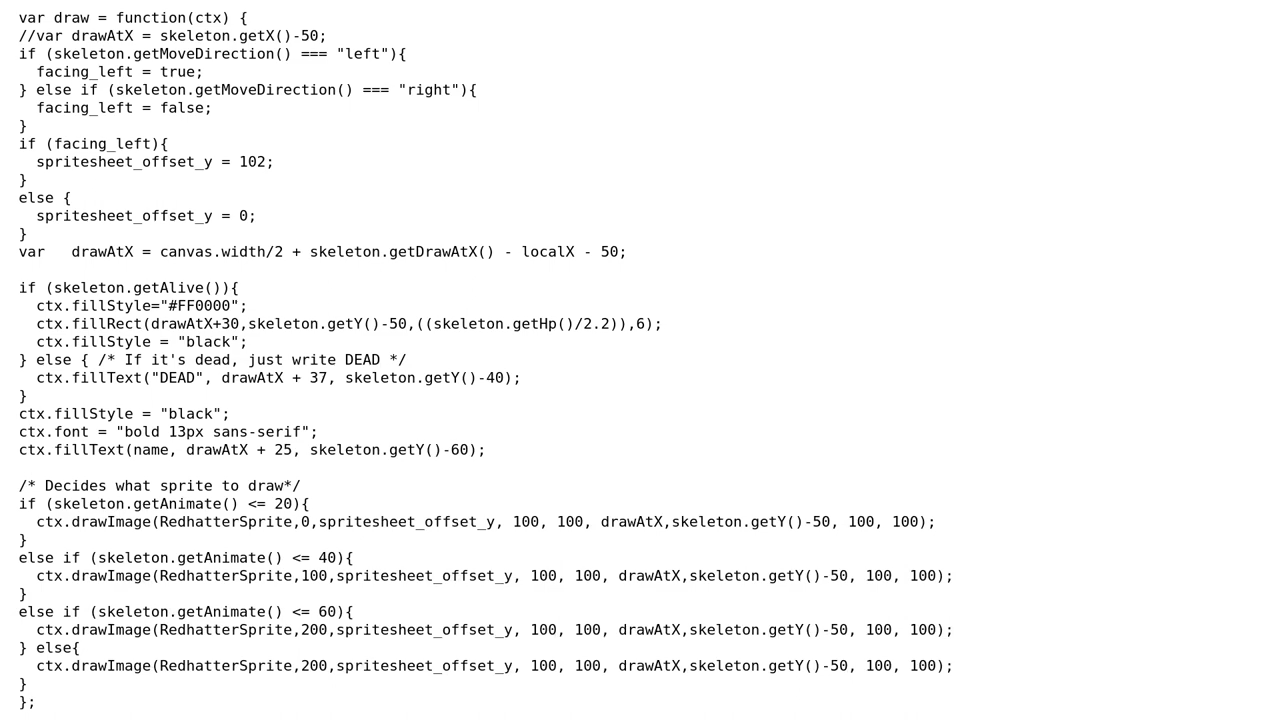 var draw = function(ctx) {
//var drawAtX = skeleton.getX()-50;
if (skeleton.getMoveDirection() === "left"){
  facing_left = true;
} else if (skeleton.getMoveDirection() === "right"){
  facing_left = false;
}
if (facing_left){
  spritesheet_offset_y = 102;
}
else {
  spritesheet_offset_y = 0;
}
var   drawAtX = canvas.width/2 + skeleton.getDrawAtX() - localX - 50;

if (skeleton.getAlive()){
  ctx.fillStyle="#FF0000";
  ctx.fillRect(drawAtX+30,skeleton.getY()-50,((skeleton.getHp()/2.2)),6);
  ctx.fillStyle = "black";
} else { /* If it's dead, just write DEAD */
  ctx.fillText("DEAD", drawAtX + 37, skeleton.getY()-40);
}
ctx.fillStyle = "black";
ctx.font = "bold 13px sans-serif";
ctx.fillText(name, drawAtX + 25, skeleton.getY()-60);

/* Decides what sprite to draw*/
if (skeleton.getAnimate() <= 20){
  ctx.drawImage(RedhatterSprite,0,spritesheet_offset_y, 100, 100, drawAtX,skeleton.getY()-50, 100, 100);
}
else if (skeleton.getAnimate() <= 40){
  ctx.drawImage(RedhatterSprite,100,spritesheet_offset_y, 100, 100, drawAtX,skeleton.getY()-50, 100, 100);
}
else if (skeleton.getAnimate() <= 60){
  ctx.drawImage(RedhatterSprite,200,spritesheet_offset_y, 100, 100, drawAtX,skeleton.getY()-50, 100, 100);
} else{
  ctx.drawImage(RedhatterSprite,200,spritesheet_offset_y, 100, 100, drawAtX,skeleton.getY()-50, 100, 100);
}
};